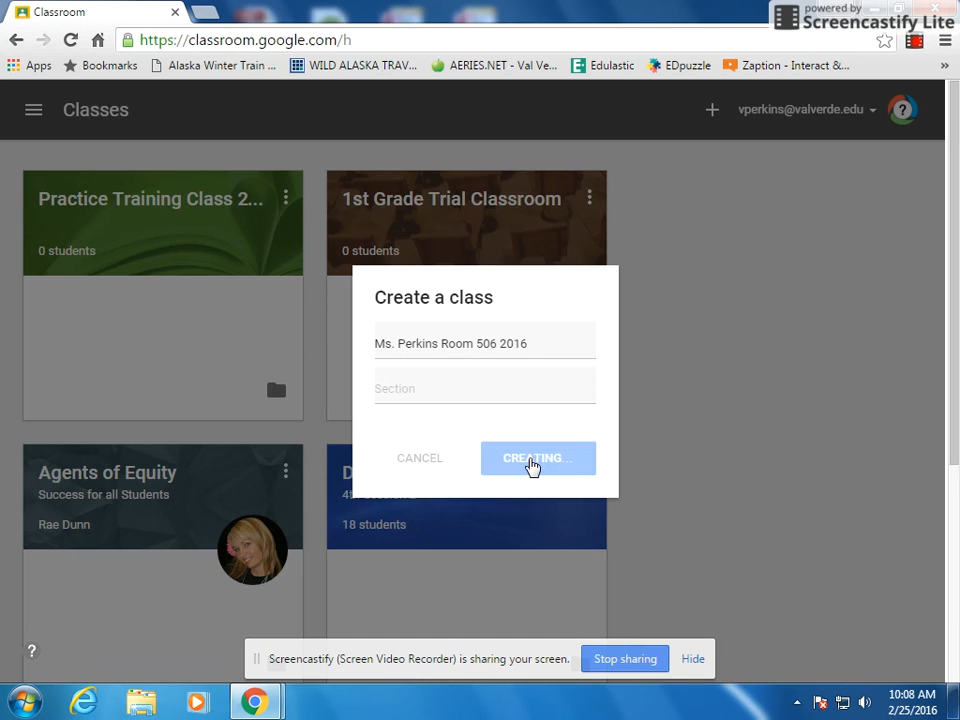 Classroom
powered by
Screencastify Lite
https://classroom.google.com/h
Apps
Bookmarks
Alaska Winter Train ...
WILD ALASKA TRAV...
AERIES.NET - Val Ve...
Edulastic
EDpuzzle
Zaption - Interact &...
»
Classes
vperkins@valverde.edu
?
Practice Training Class 2...
0 students
1st Grade Trial Classroom
0 students
Create a class
Ms. Perkins Room 506 2016
Section
CANCEL
CREATING...
Agents of Equity
Success for all Students
Rae Dunn
D
18 students
?
Screencastify (Screen Video Recorder) is sharing your screen.
Stop sharing
Hide
10:08 AM
2/25/2016